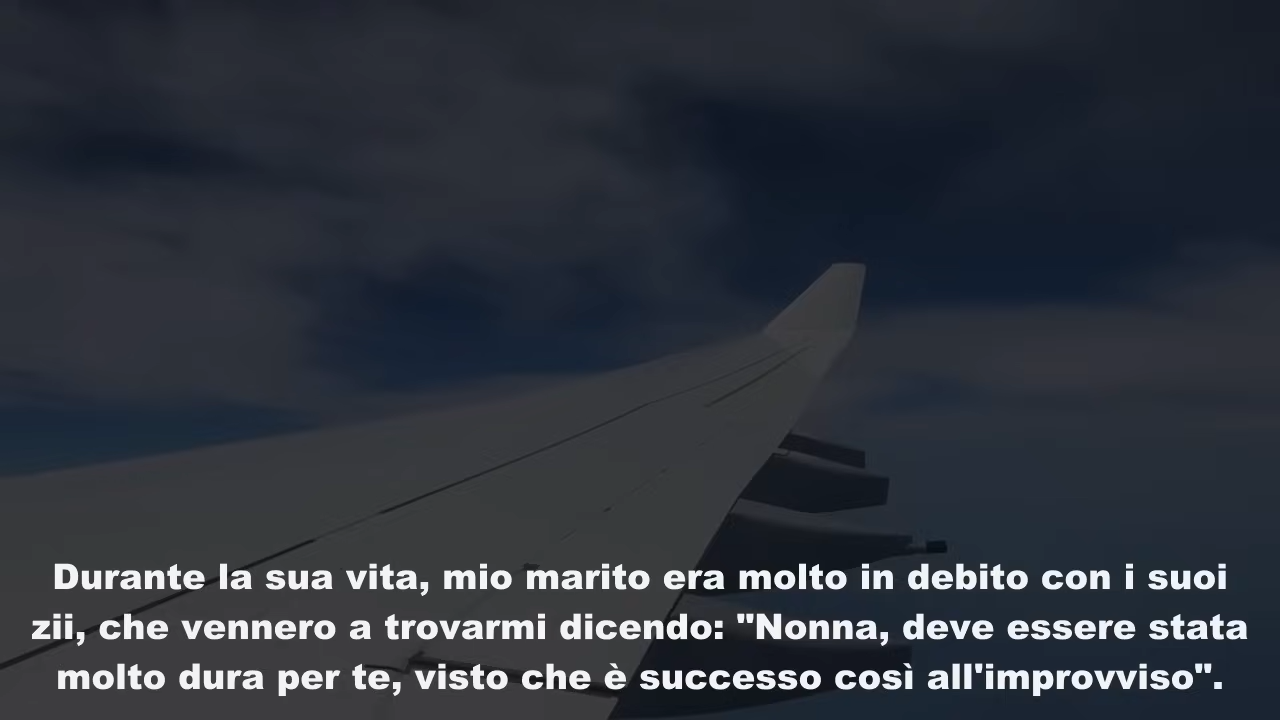 Durante la sua vita, mio marito era molto in debito con i suoi
zii, che vennero a trovarmi dicendo: "Nonna, deve essere stata
molto dura per te, visto che è successo così all'improvviso".